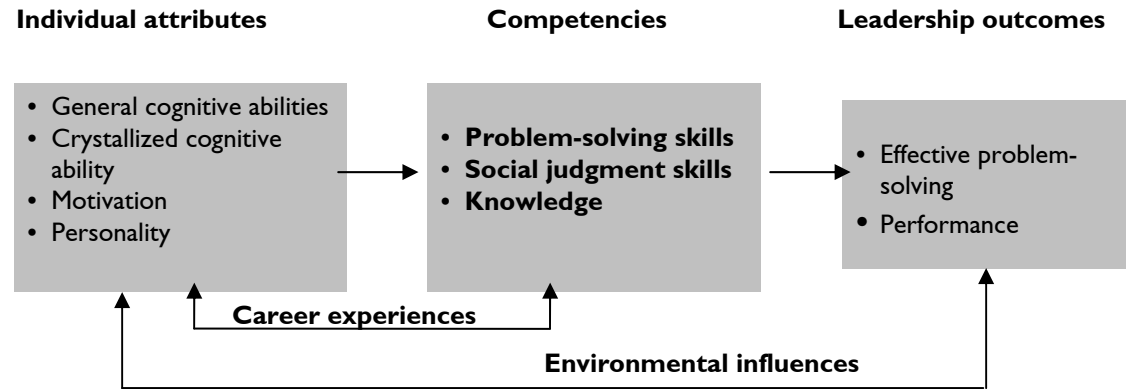 Individual attributes
Competencies
Leadership outcomes
• General cognitive abilities
• Crystallized cognitive
ability
• Motivation
• Personality
• Problem-solving skills
• Social judgment skills
• Knowledge
• Effective problem-
solving
• Performance
Career experiences
Environmental influences